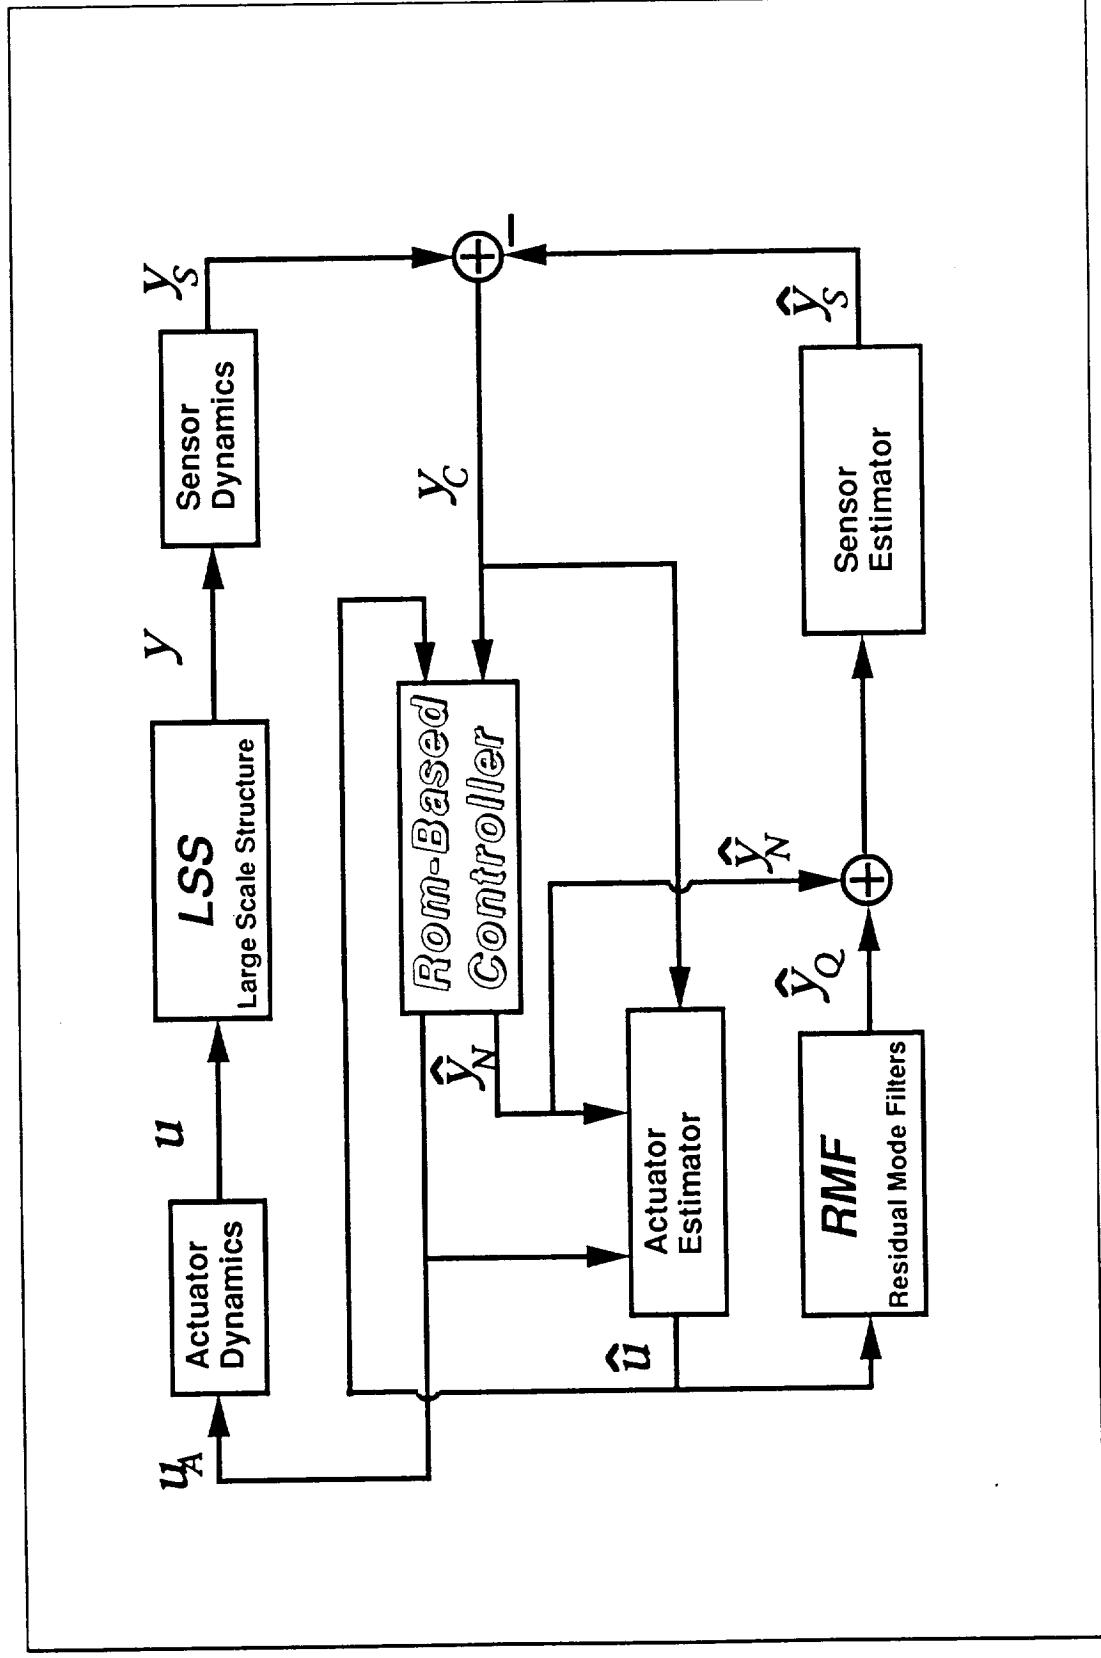 u_A
Actuator
Dynamics
u
LSS
Large Scale Structure
y
Sensor
Dynamics
y_S
Rom-Based
Controller
y_C
−
ŷ_N
û
Actuator
Estimator
ŷ_N
RMF
Residual Mode Filters
ŷ_Q
Sensor
Estimator
ŷ_S